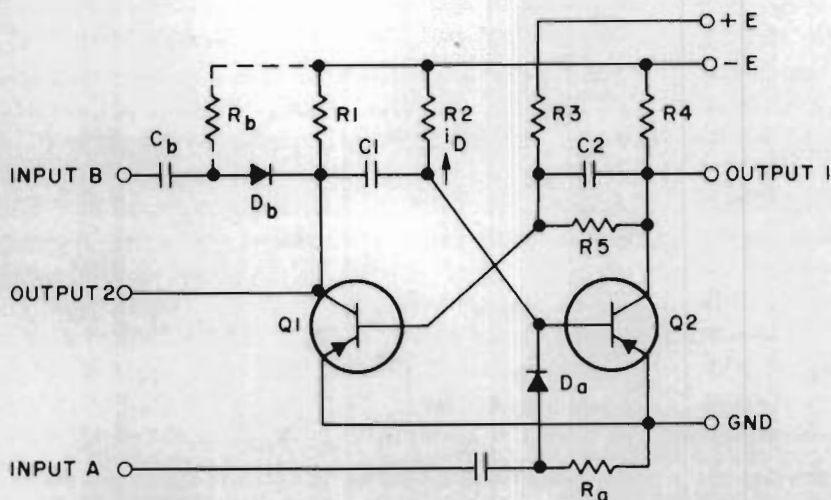 + E
- E
Rb
R1
R2
R3
R4
iD
Cb
C1
C2
INPUT B
OUTPUT 1
Db
R5
OUTPUT 2
Q1
Q2
Da
GND
INPUT A
Ra